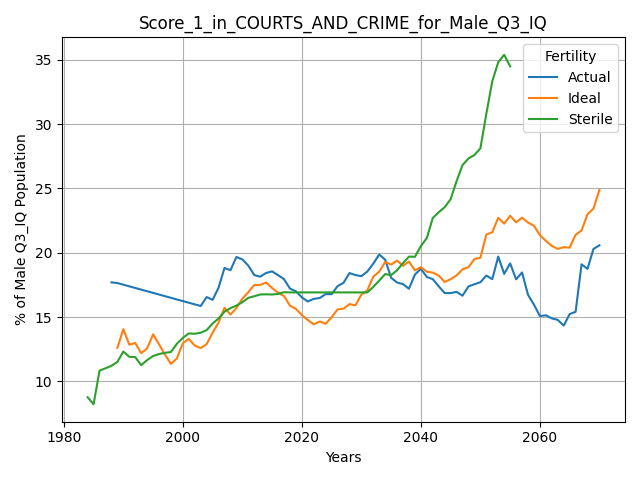 Score_1_in_COURTS_AND_CRIME_for_Male_Q3_IQ
% of Male Q3_IQ Population
35
30
25
20
15
10
1980
2000
2020
2040
2060
Years
Fertility
Actual
Ideal
Sterile